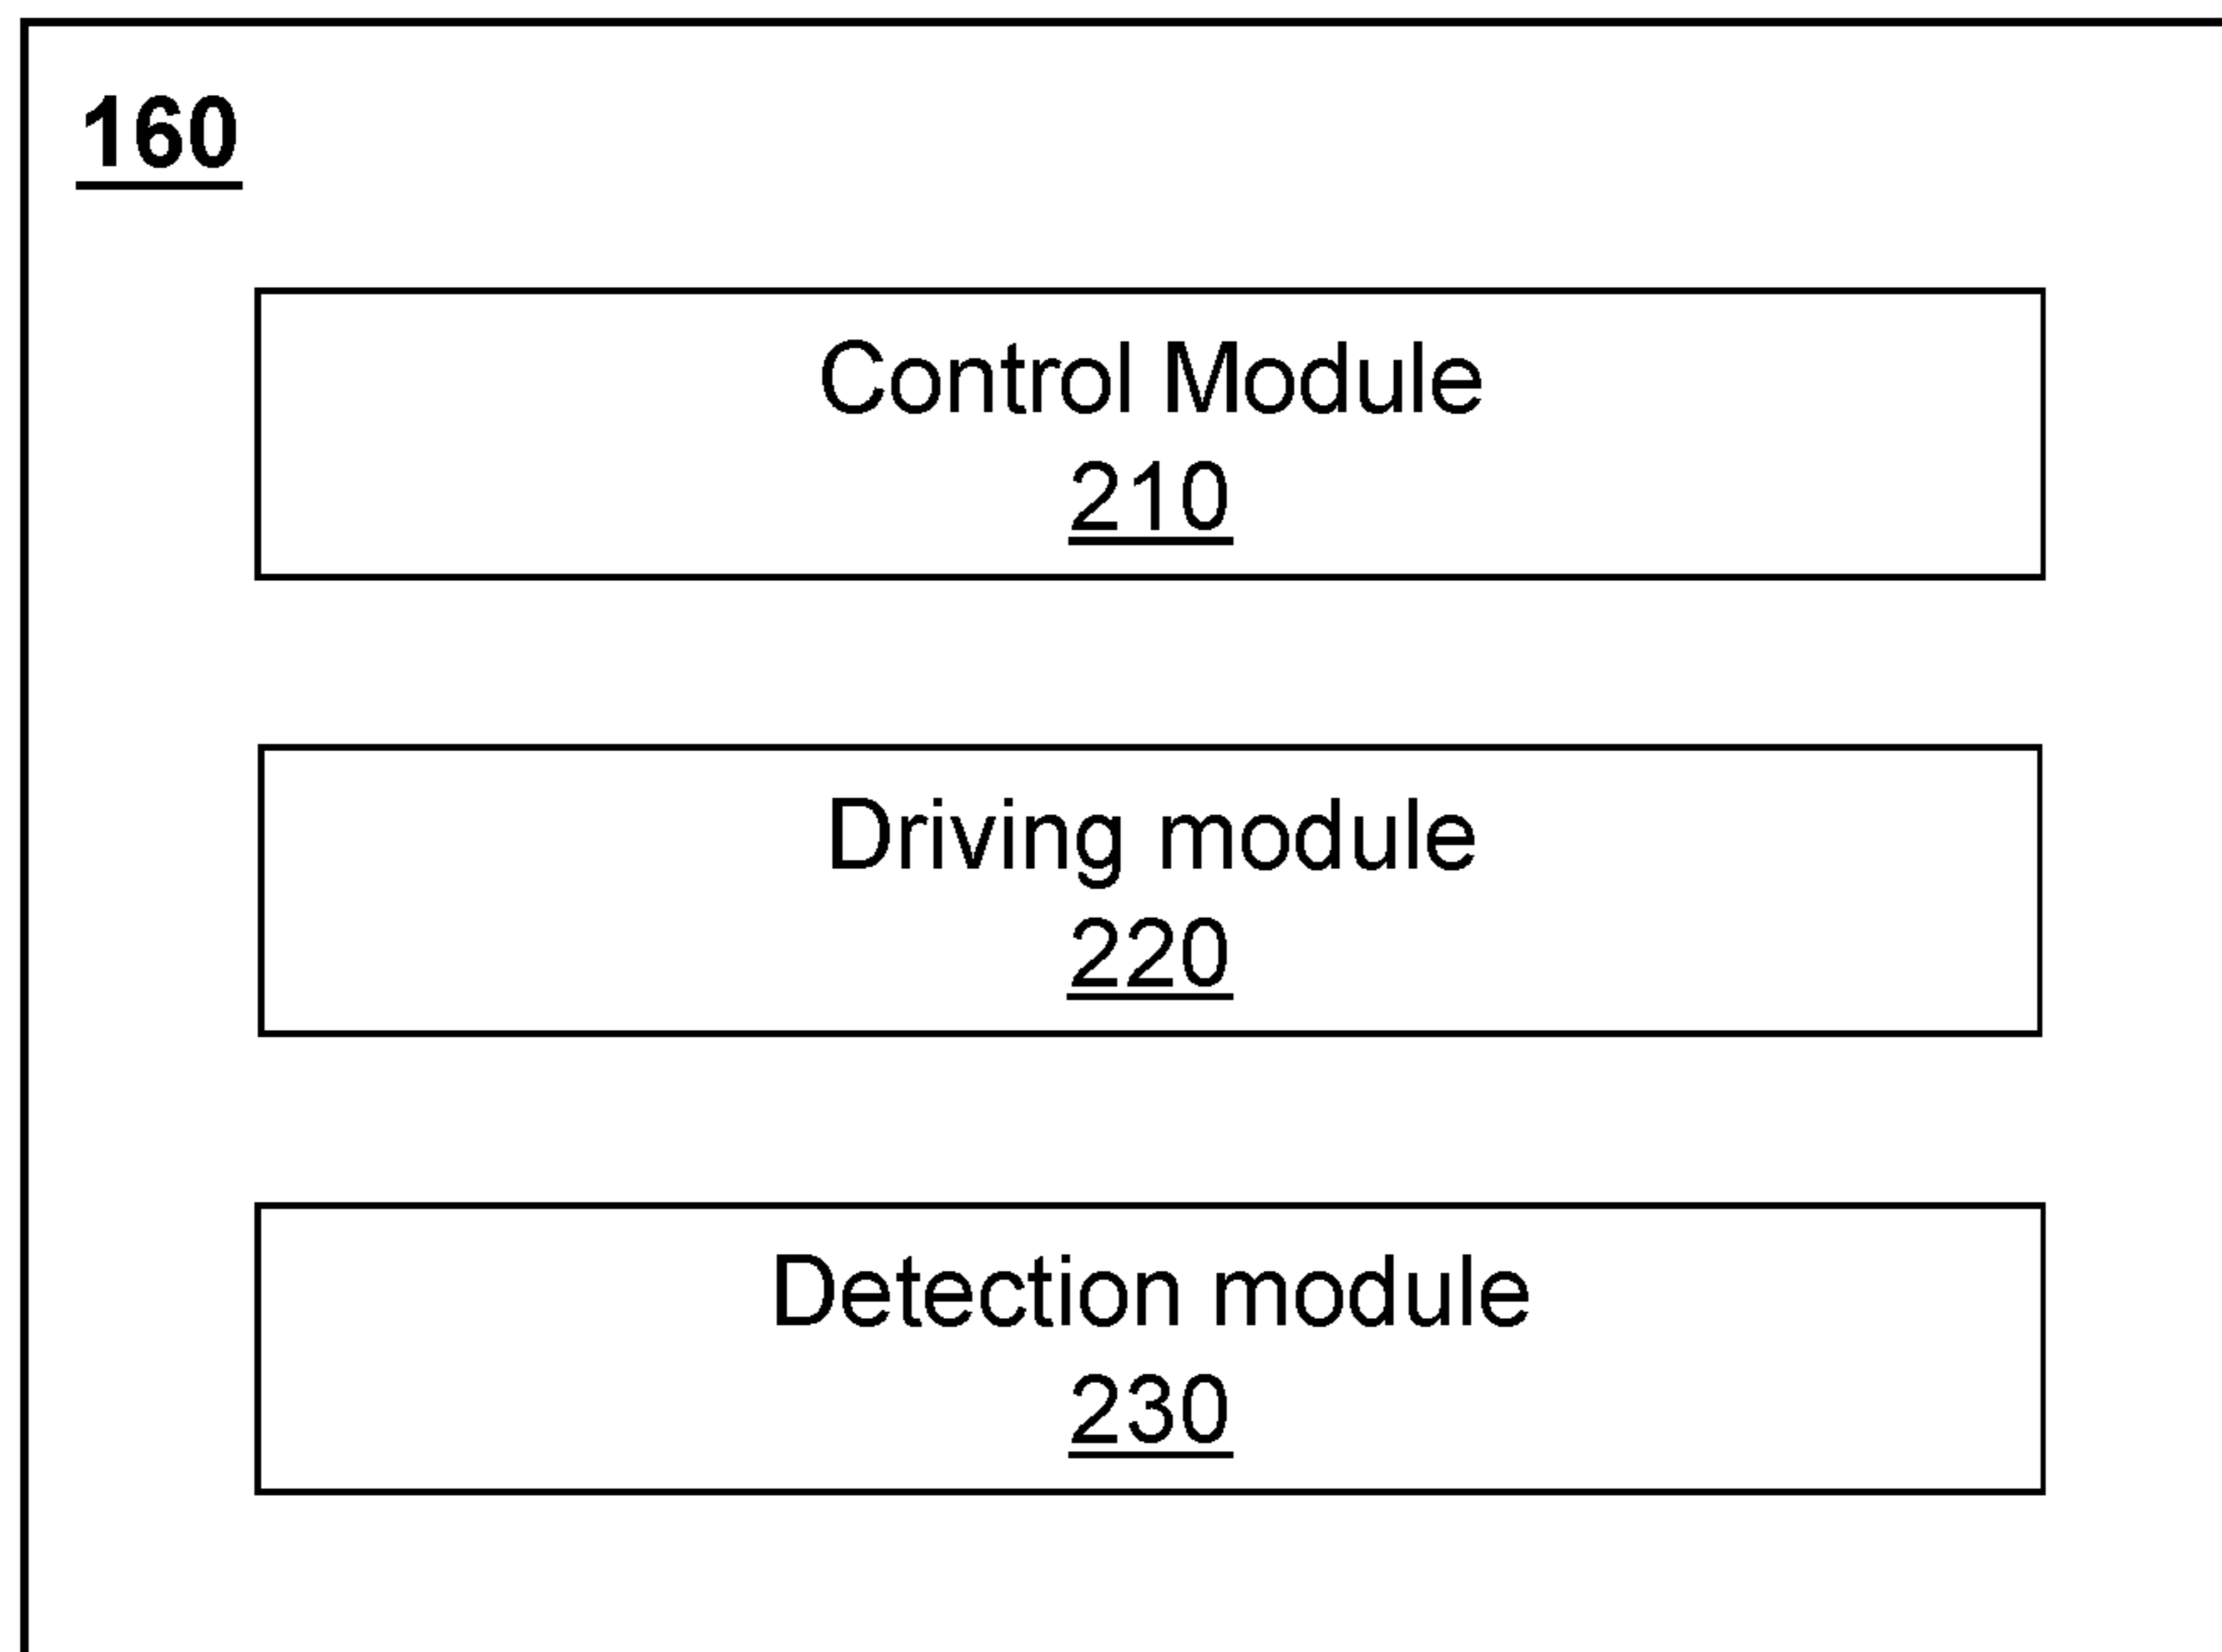 160
Control Module
210
Driving module
220
Detection module
230